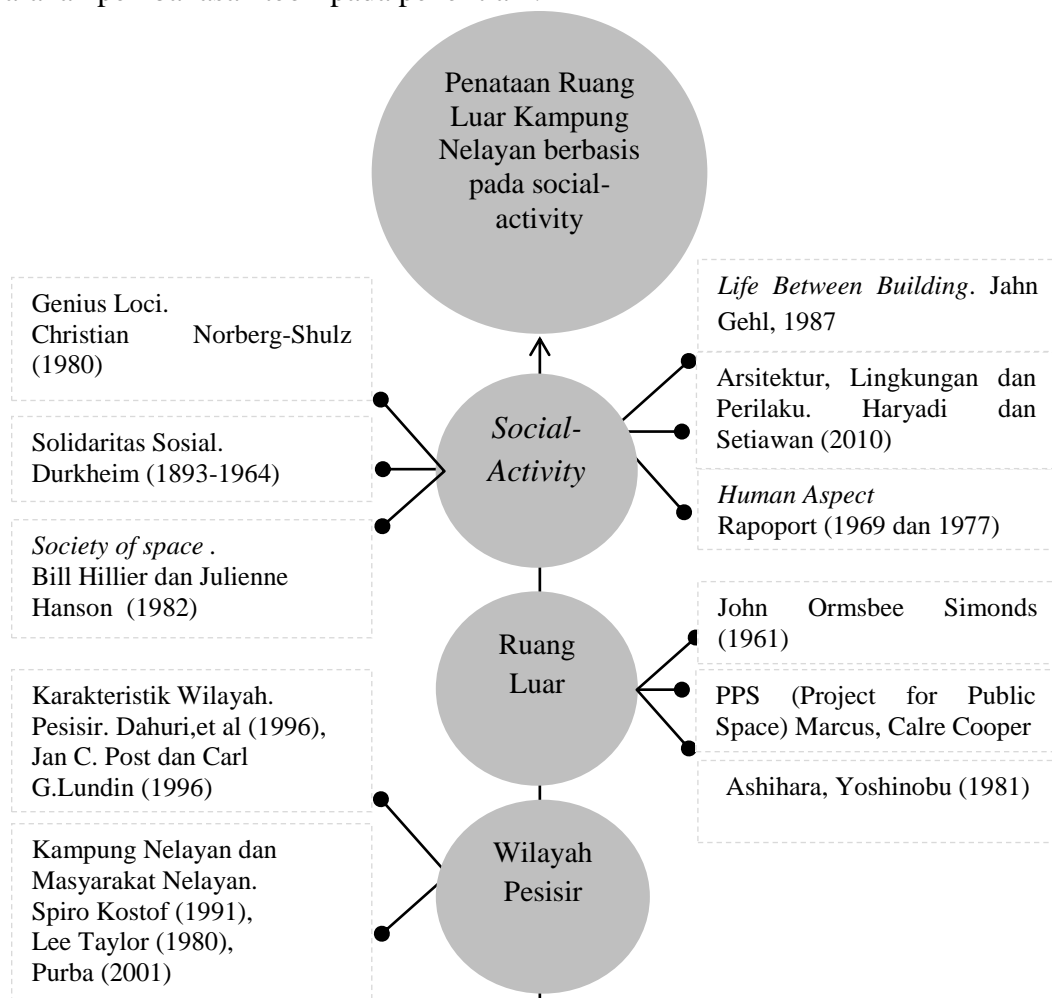 Penataan Ruang
Luar Kampung
Nelayan berbasis
pada social-
activity
Genius Loci.
Christian Norberg-Shulz
(1980)
Solidaritas Sosial.
Durkheim (1893-1964)
Society of space .
Bill Hillier dan Julienne
Hanson (1982)
Social-
Activity
Life Between Building. Jahn
Gehl, 1987
Arsitektur, Lingkungan dan
Perilaku. Haryadi dan
Setiawan (2010)
Human Aspect
Rapoport (1969 dan 1977)
Ruang
Luar
John Ormsbee Simonds
(1961)
PPS (Project for Public
Space) Marcus, Calre Cooper
Ashihara, Yoshinobu (1981)
Karakteristik Wilayah.
Pesisir. Dahuri,et al (1996),
Jan C. Post dan Carl
G.Lundin (1996)
Kampung Nelayan dan
Masyarakat Nelayan.
Spiro Kostof (1991),
Lee Taylor (1980),
Purba (2001)
Wilayah
Pesisir